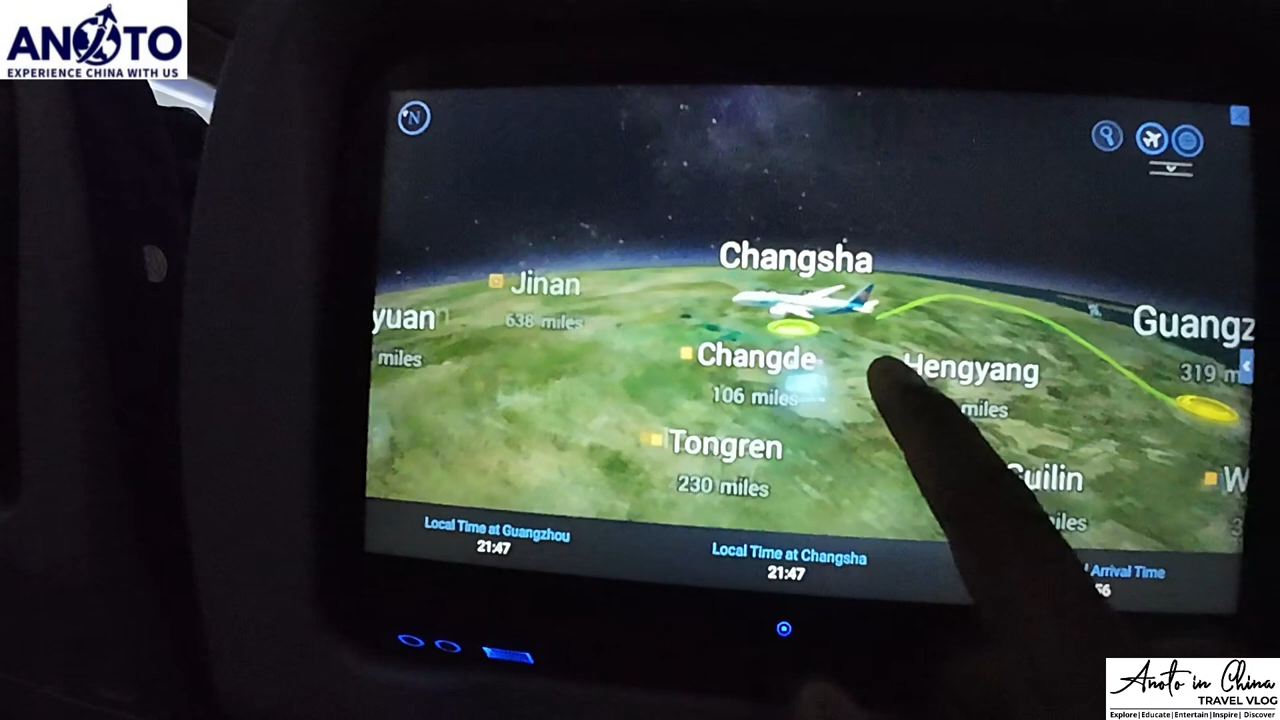 ANOTO
EXPERIENCE CHINA WITH US
N
Changsha
Jinan
638 miles
yuan
miles
Guangz
319 m
Changde
106 miles
Hengyang
miles
Tongren
230 miles
Guilin
miles
W
Local Time at Guangzhou
21:47
Local Time at Changsha
21:47
Arrival Time
56
Anoto in China
TRAVEL VLOG
Explore|Educate|Entertain|Inspire| Discover